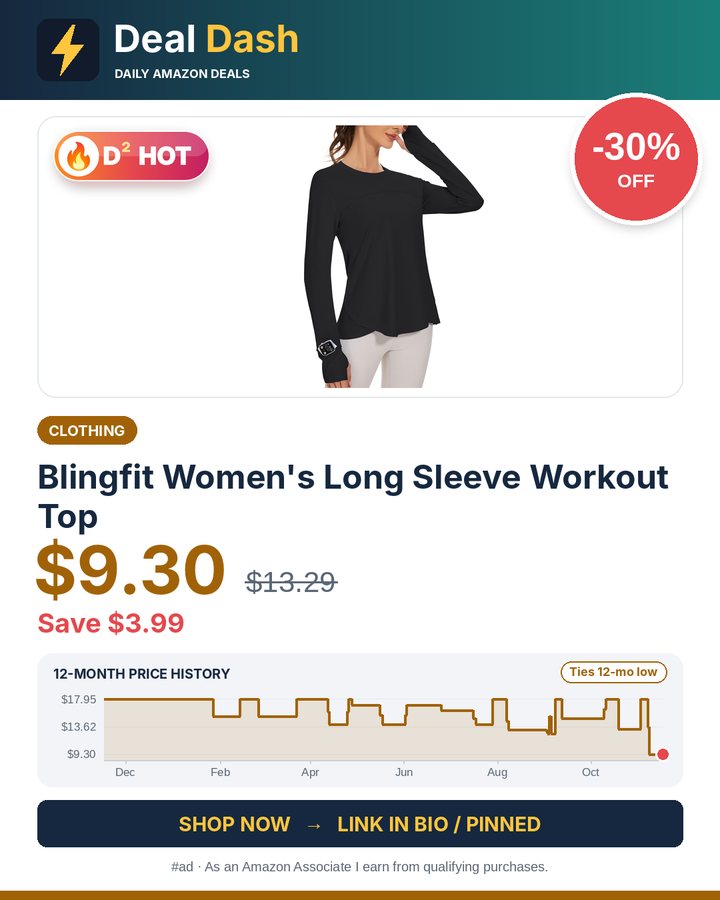 Deal Dash
DAILY AMAZON DEALS
D² HOT
-30%
OFF
CLOTHING
Blingfit Women's Long Sleeve Workout
Top
$9.30 $13.29
Save $3.99
12-MONTH PRICE HISTORY
Ties 12-mo low
$17.95
$13.62
$9.30
Dec Feb Apr Jun Aug Oct
SHOP NOW → LINK IN BIO / PINNED
#ad · As an Amazon Associate I earn from qualifying purchases.